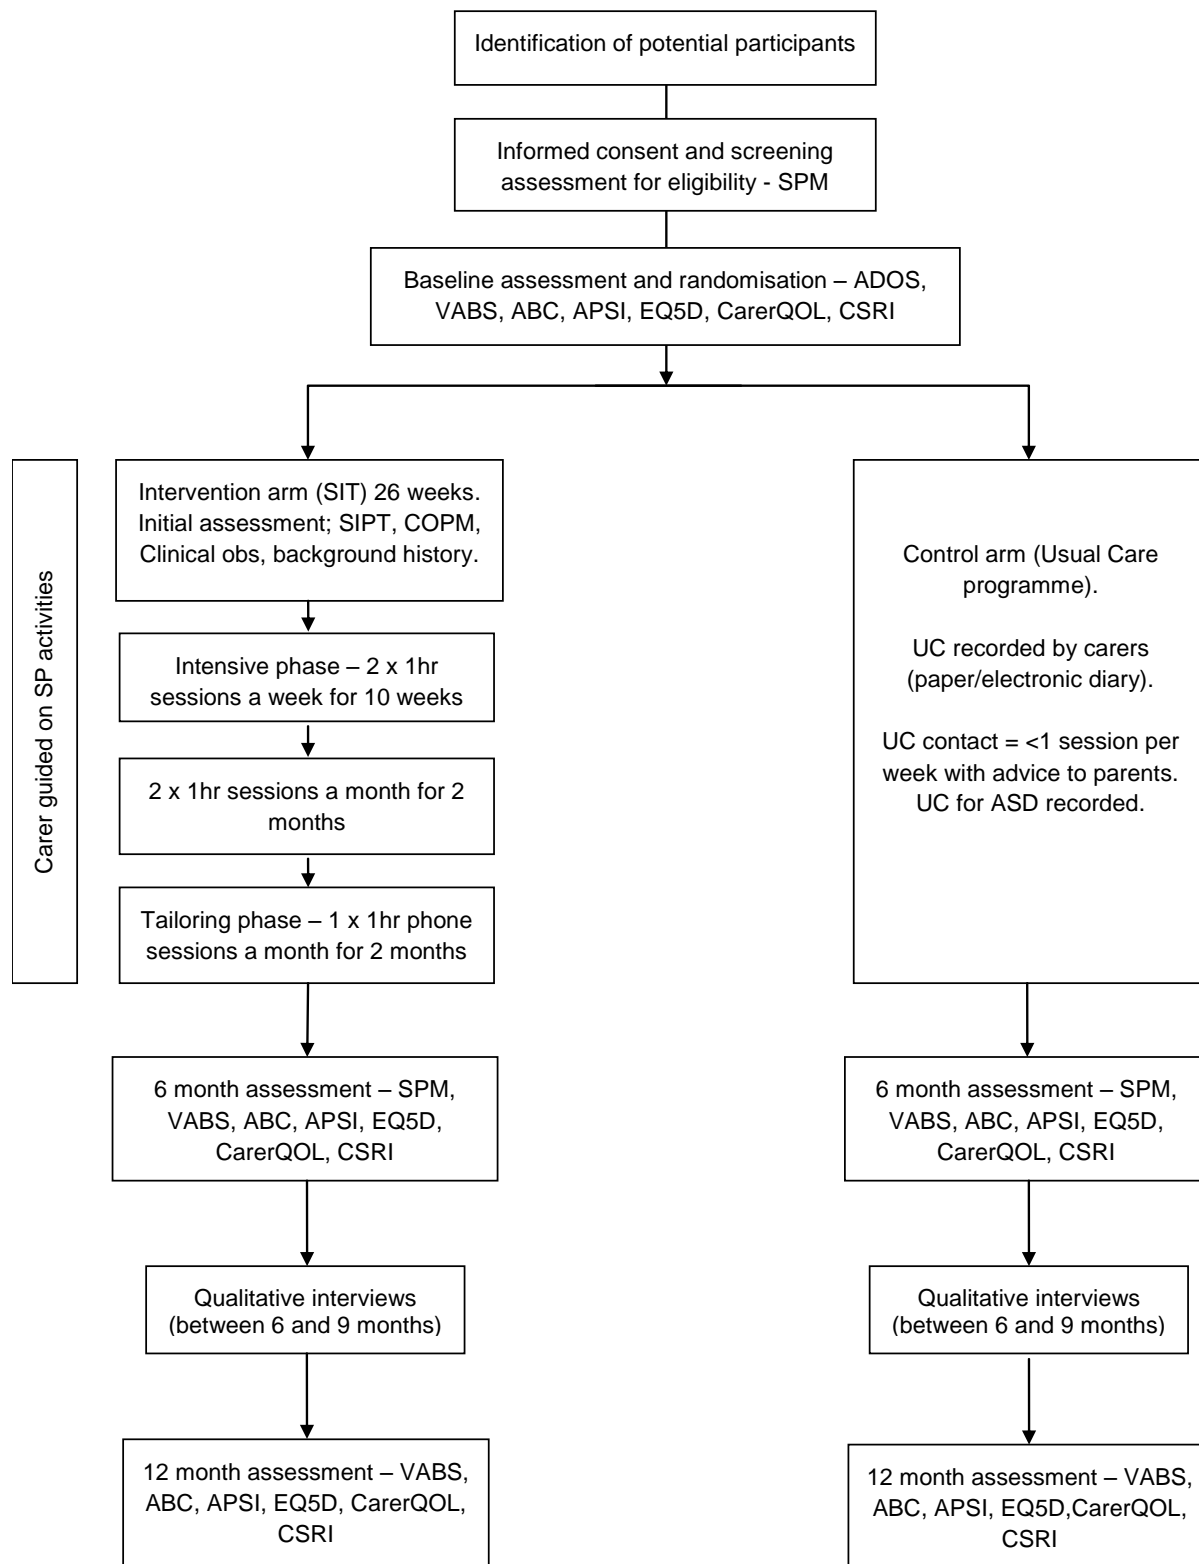 Identification of potential participants
Informed consent and screening
assessment for eligibility - SPM
Baseline assessment and randomisation – ADOS,
VABS, ABC, APSI, EQ5D, CarerQOL, CSRI
Carer guided on SP activities
Intervention arm (SIT) 26 weeks.
Initial assessment; SIPT, COPM,
Clinical obs, background history.
Intensive phase – 2 x 1hr
sessions a week for 10 weeks
2 x 1hr sessions a month for 2
months
Tailoring phase – 1 x 1hr phone
sessions a month for 2 months
Control arm (Usual Care
programme).
UC recorded by carers
(paper/electronic diary).
UC contact = <1 session per
week with advice to parents.
UC for ASD recorded.
6 month assessment – SPM,
VABS, ABC, APSI, EQ5D,
CarerQOL, CSRI
6 month assessment – SPM,
VABS, ABC, APSI, EQ5D,
CarerQOL, CSRI
Qualitative interviews
(between 6 and 9 months)
Qualitative interviews
(between 6 and 9 months)
12 month assessment – VABS,
ABC, APSI, EQ5D, CarerQOL,
CSRI
12 month assessment – VABS,
ABC, APSI, EQ5D,CarerQOL,
CSRI